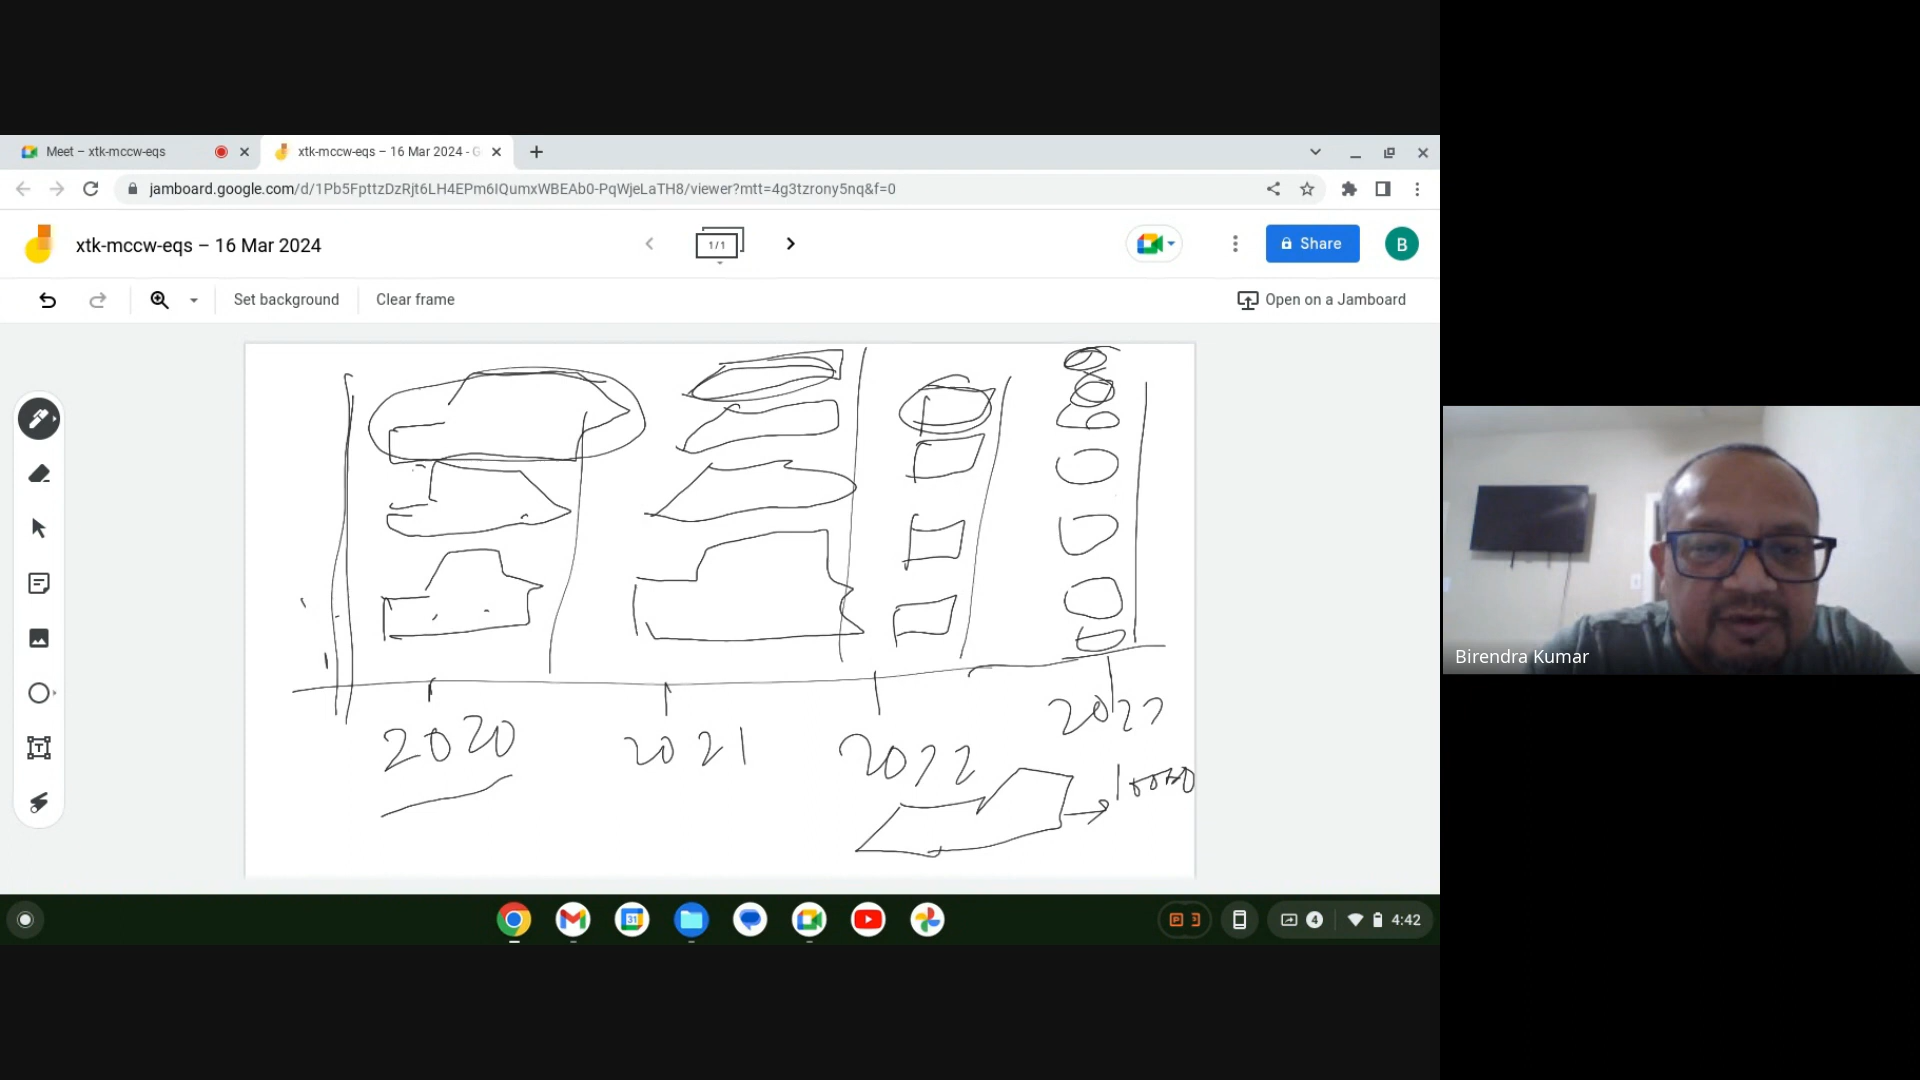 Meet – xtk-mccw-eqs
xtk-mccw-eqs – 16 Mar 2024 - G
jamboard.google.com/d/1Pb5FpttzDzRjt6LH4EPm6IQumxWBEAb0-PqWjeLaTH8/viewer?mtt=4g3tzrony5nq&f=0
xtk-mccw-eqs – 16 Mar 2024
1/1
Share
B
Set background
Clear frame
Open on a Jamboard
2020
2021
2022
Birendra Kumar
31
4
4:42